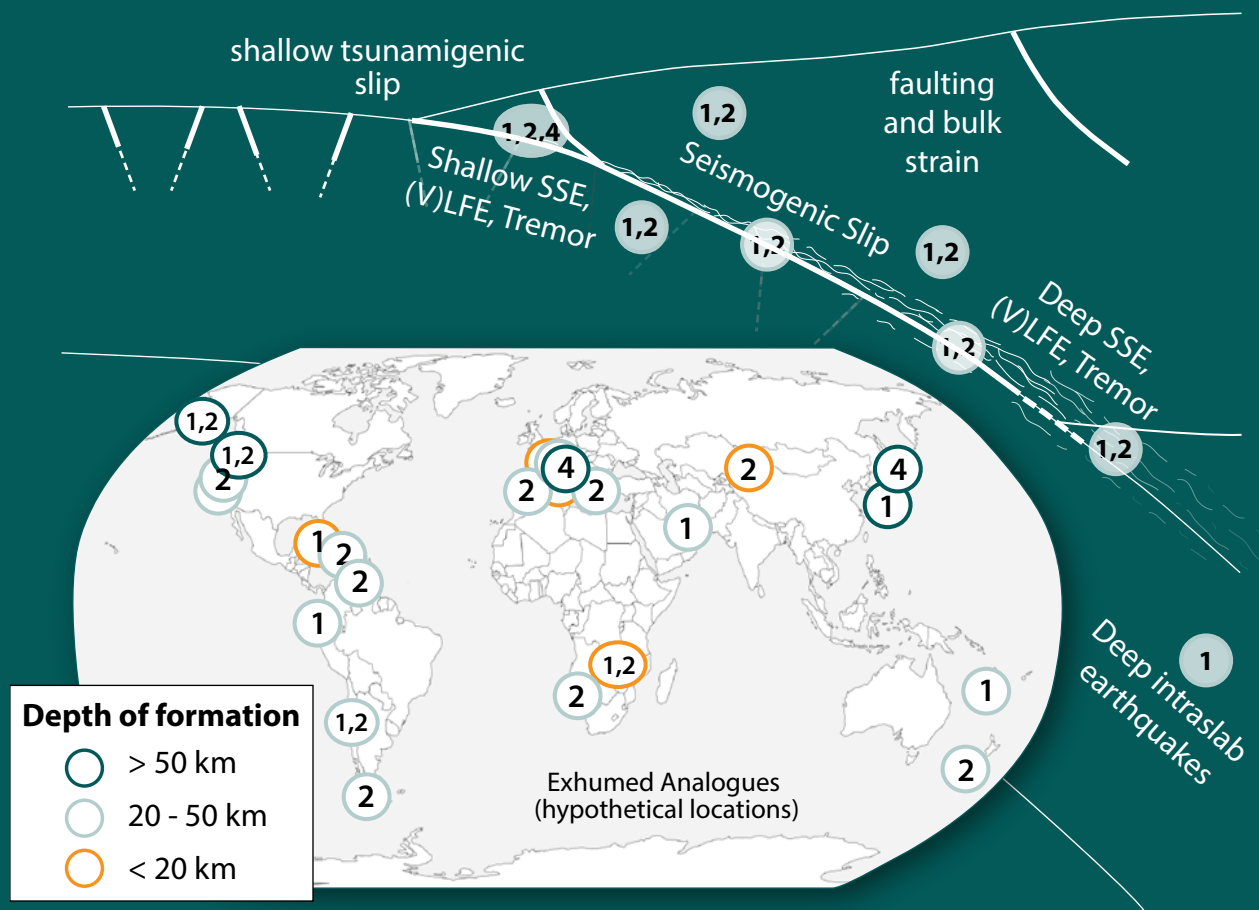 shallow tsunamigenic
slip
faulting
and bulk
strain
1,2
1,2,4
Shallow SSE,
(V)LFE, Tremor
Seismogenic Slip
1,2
1,2
1,2
Deep SSE,
(V)LFE, Tremor
1,2
1,2
1,2
1,2
2
4
2
2
2
4
1
1
1
2
2
1
1,2
2
1,2
2
1
2
Deep intraslab
earthquakes
1
Exhumed Analogues
(hypothetical locations)
Depth of formation
> 50 km
20 - 50 km
< 20 km